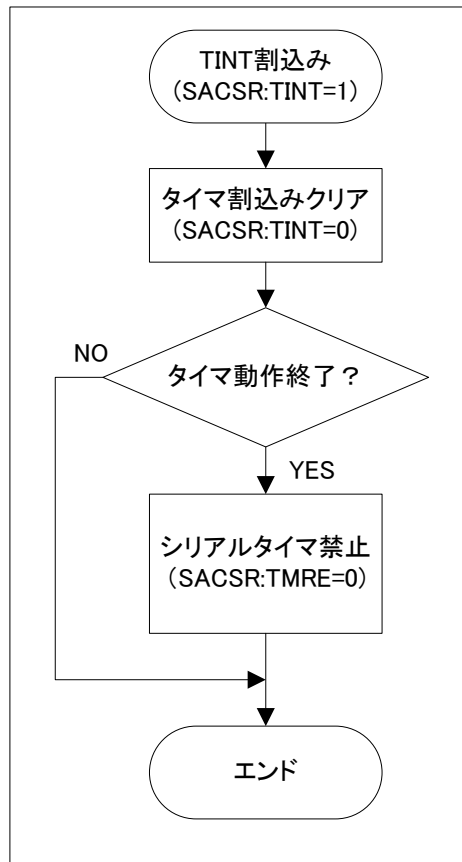 TINT割込み
(SACSR:TINT=1)
タイマ割込みクリア
(SACSR:TINT=0)
タイマ動作終了？
NO
YES
シリアルタイマ禁止
(SACSR:TMRE=0)
エンド